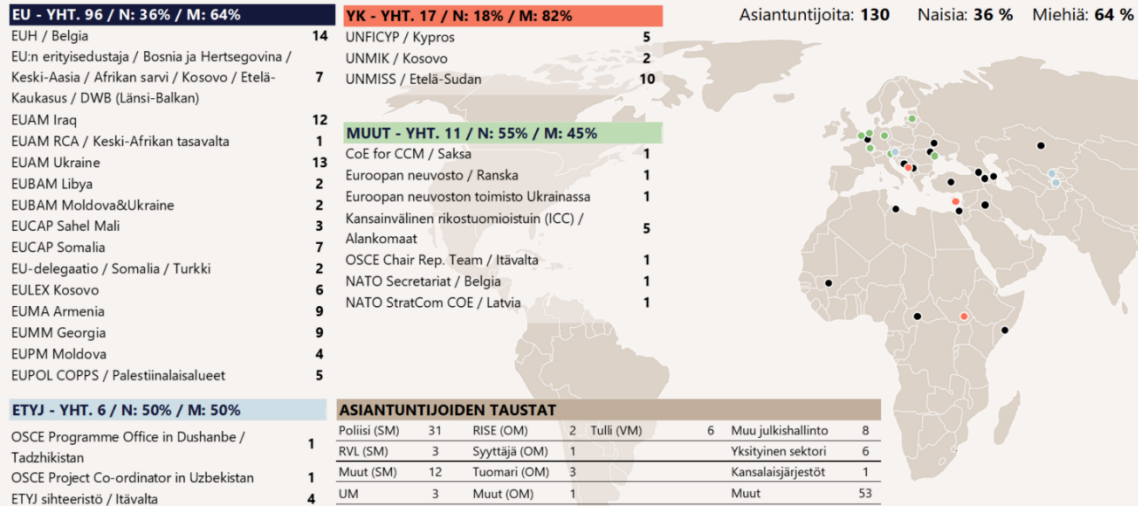 EU - YHT. 96 / N: 36% / M: 64%
EUH / Belgia 14
EU:n erityisedustaja / Bosnia ja Hertsegovina /
Keski-Aasia / Afrikan sarvi / Kosovo / Etelä- 7
Kaukasus / DWB (Länsi-Balkan)
EUAM Iraq 12
EUAM RCA / Keski-Afrikan tasavalta 1
EUAM Ukraine 13
EUBAM Libya 2
EUBAM Moldova&Ukraine 2
EUCAP Sahel Mali 3
EUCAP Somalia 7
EU-delegaatio / Somalia / Turkki 2
EULEX Kosovo 6
EUMA Armenia 9
EUMM Georgia 9
EUPM Moldova 4
EUPOL COPPS / Palestiinalaisalueet 5
ETYJ - YHT. 6 / N: 50% / M: 50%
OSCE Programme Office in Dushanbe / 1
Tadzhikistan
OSCE Project Co-ordinator in Uzbekistan 1
ETYJ sihteeristö / Itävalta 4
YK - YHT. 17 / N: 18% / M: 82%
UNFICYP / Kypros 5
UNMIK / Kosovo 2
UNMISS / Etelä-Sudan 10
MUUT - YHT. 11 / N: 55% / M: 45%
CoE for CCM / Saksa 1
Euroopan neuvosto / Ranska 1
Euroopan neuvoston toimisto Ukrainassa 1
Kansainvälinen rikostuomioistuin (ICC) / 5
Alankomaat
OSCE Chair Rep. Team / Itävalta 1
NATO Secretariat / Belgia 1
NATO StratCom COE / Latvia 1
Asiantuntijoita: 130 Naisia: 36 % Miehiä: 64 %
ASIANTUNTIJOIDEN TAUSTAT
Poliisi (SM) 31 RISE (OM) 2 Tulli (VM) 6 Muu julkishallinto 8
RVL (SM) 3 Syyttäjä (OM) 1 Yksityinen sektori 6
Muut (SM) 12 Tuomari (OM) 3 Kansalaisjärjestöt 1
UM 3 Muut (OM) 1 Muut 53